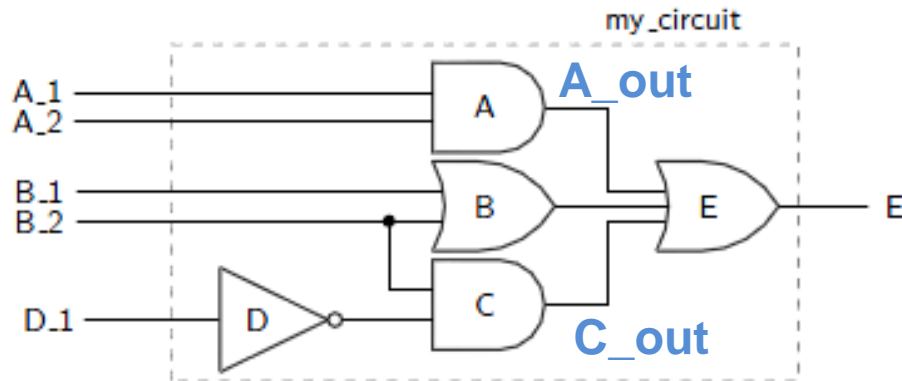 my_circuit
A_1
A_2
A
A_out
B_1
B_2
B
E
E
D_1
D
C
C_out